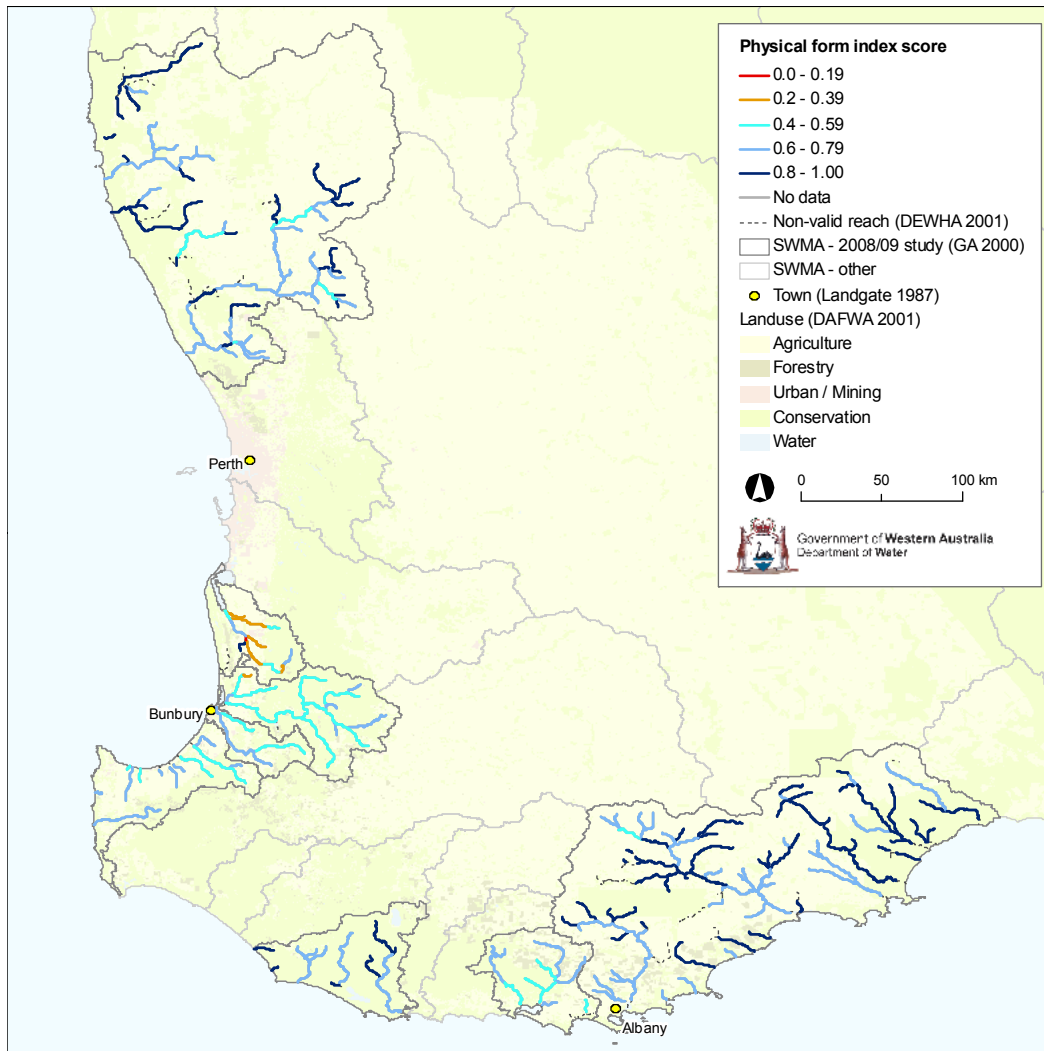 Physical form index score
0.0 - 0.19
0.2 - 0.39
0.4 - 0.59
0.6 - 0.79
0.8 - 1.00
No data
Non-valid reach (DEWHA 2001)
SWMA - 2008/09 study (GA 2000)
SWMA - other
Town (Landgate 1987)
Landuse (DAFWA 2001)
Agriculture
Forestry
Urban / Mining
Conservation
Water
0 50 100 km
Government of Western Australia
Department of Water
Perth
Bunbury
Albany